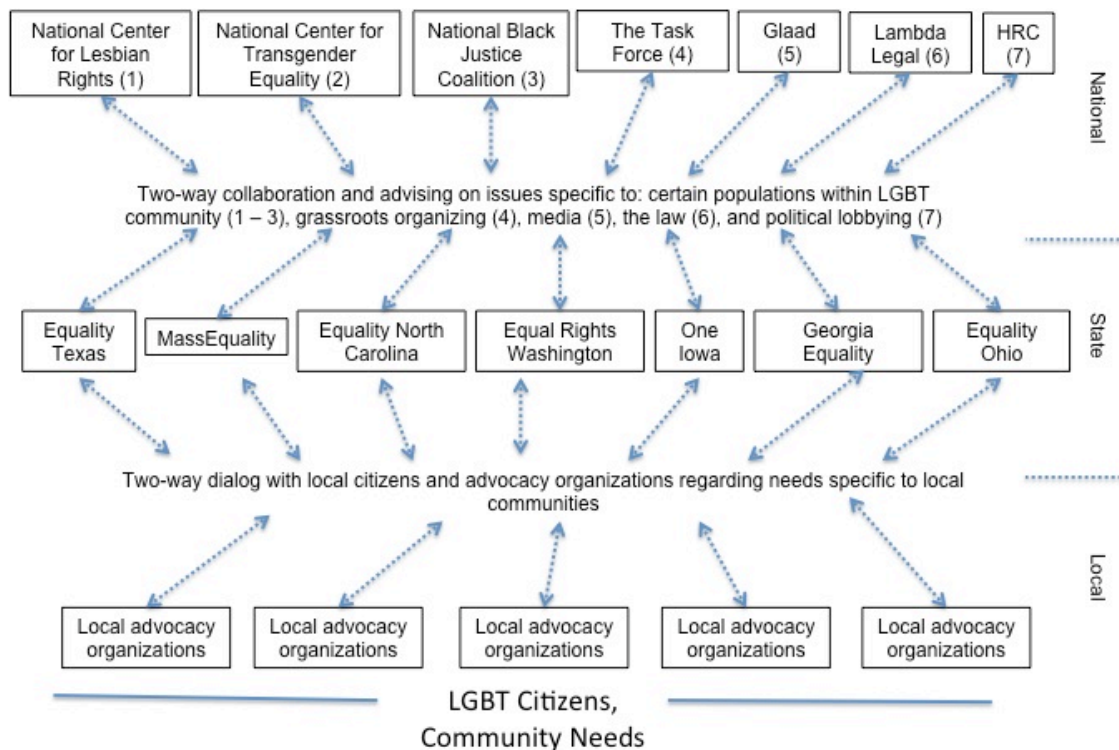 National Center
for Lesbian
Rights (1)
National Center for
Transgender
Equality (2)
National Black
Justice
Coalition (3)
The Task
Force (4)
Glaad
(5)
Lambda
Legal (6)
HRC
(7)
National
Two-way collaboration and advising on issues specific to: certain populations within LGBT
community (1 – 3), grassroots organizing (4), media (5), the law (6), and political lobbying (7)
Equality
Texas
MassEquality
Equality North
Carolina
Equal Rights
Washington
One
Iowa
Georgia
Equality
Equality
Ohio
State
Two-way dialog with local citizens and advocacy organizations regarding needs specific to local
communities
Local
Local advocacy
organizations
Local advocacy
organizations
Local advocacy
organizations
Local advocacy
organizations
Local advocacy
organizations
LGBT Citizens,
Community Needs